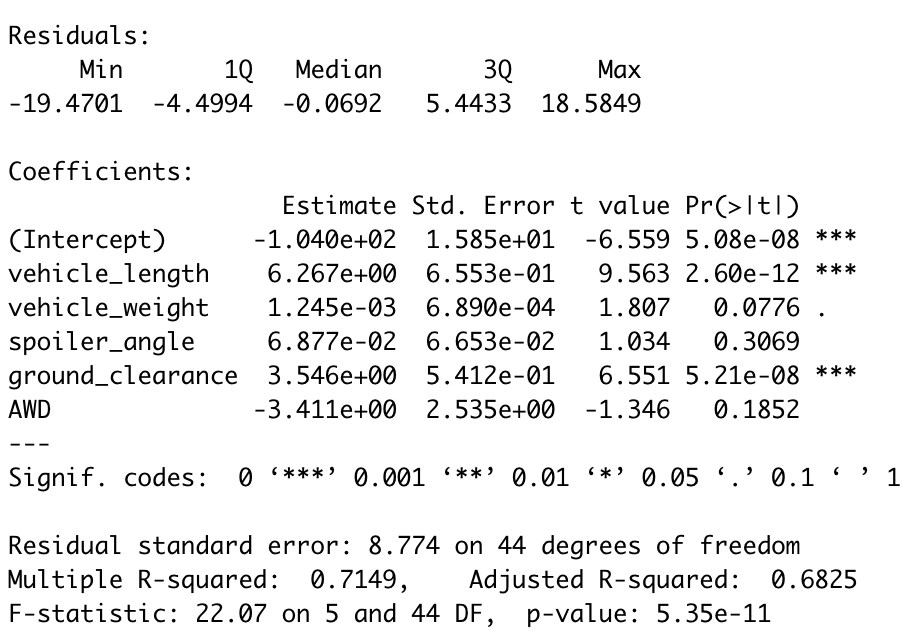 Residuals:
     Min       1Q   Median       3Q      Max
-19.4701  -4.4994  -0.0692   5.4433  18.5849

Coefficients:
                   Estimate Std. Error t value Pr(>|t|)
(Intercept)      -1.040e+02  1.585e+01  -6.559 5.08e-08 ***
vehicle_length    6.267e+00  6.553e-01   9.563 2.60e-12 ***
vehicle_weight    1.245e-03  6.890e-04   1.807   0.0776 .
spoiler_angle     6.877e-02  6.653e-02   1.034   0.3069
ground_clearance  3.546e+00  5.412e-01   6.551 5.21e-08 ***
AWD              -3.411e+00  2.535e+00  -1.346   0.1852
---
Signif. codes:  0 ‘***’ 0.001 ‘**’ 0.01 ‘*’ 0.05 ‘.’ 0.1 ‘ ’ 1

Residual standard error: 8.774 on 44 degrees of freedom
Multiple R-squared:  0.7149,    Adjusted R-squared:  0.6825
F-statistic: 22.07 on 5 and 44 DF,  p-value: 5.35e-11